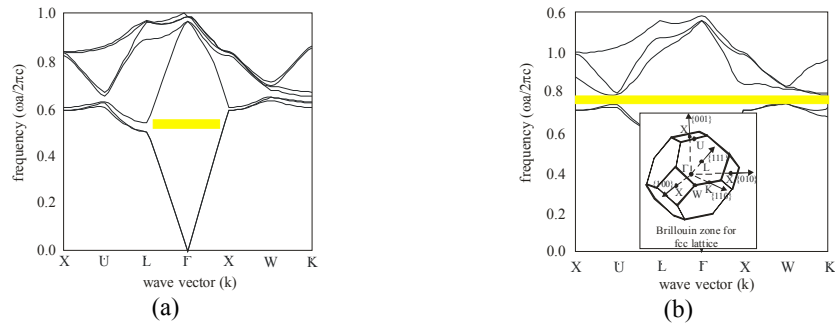 1.0
0.8
0.6
0.4
0.2
0.0
frequency (ωa/2πc)
X U L Γ X W K
wave vector (k)
(a)
0.6
1.0
0.8
0.6
0.4
0.2
0.0
frequency (ωa/2πc)
{001}
X
U
{111}
L
Γ
{100}
X
X
{010}
W
K
{110}
Brillouin zone for
fcc lattice
X U L Γ X W K
wave vector (k)
(b)